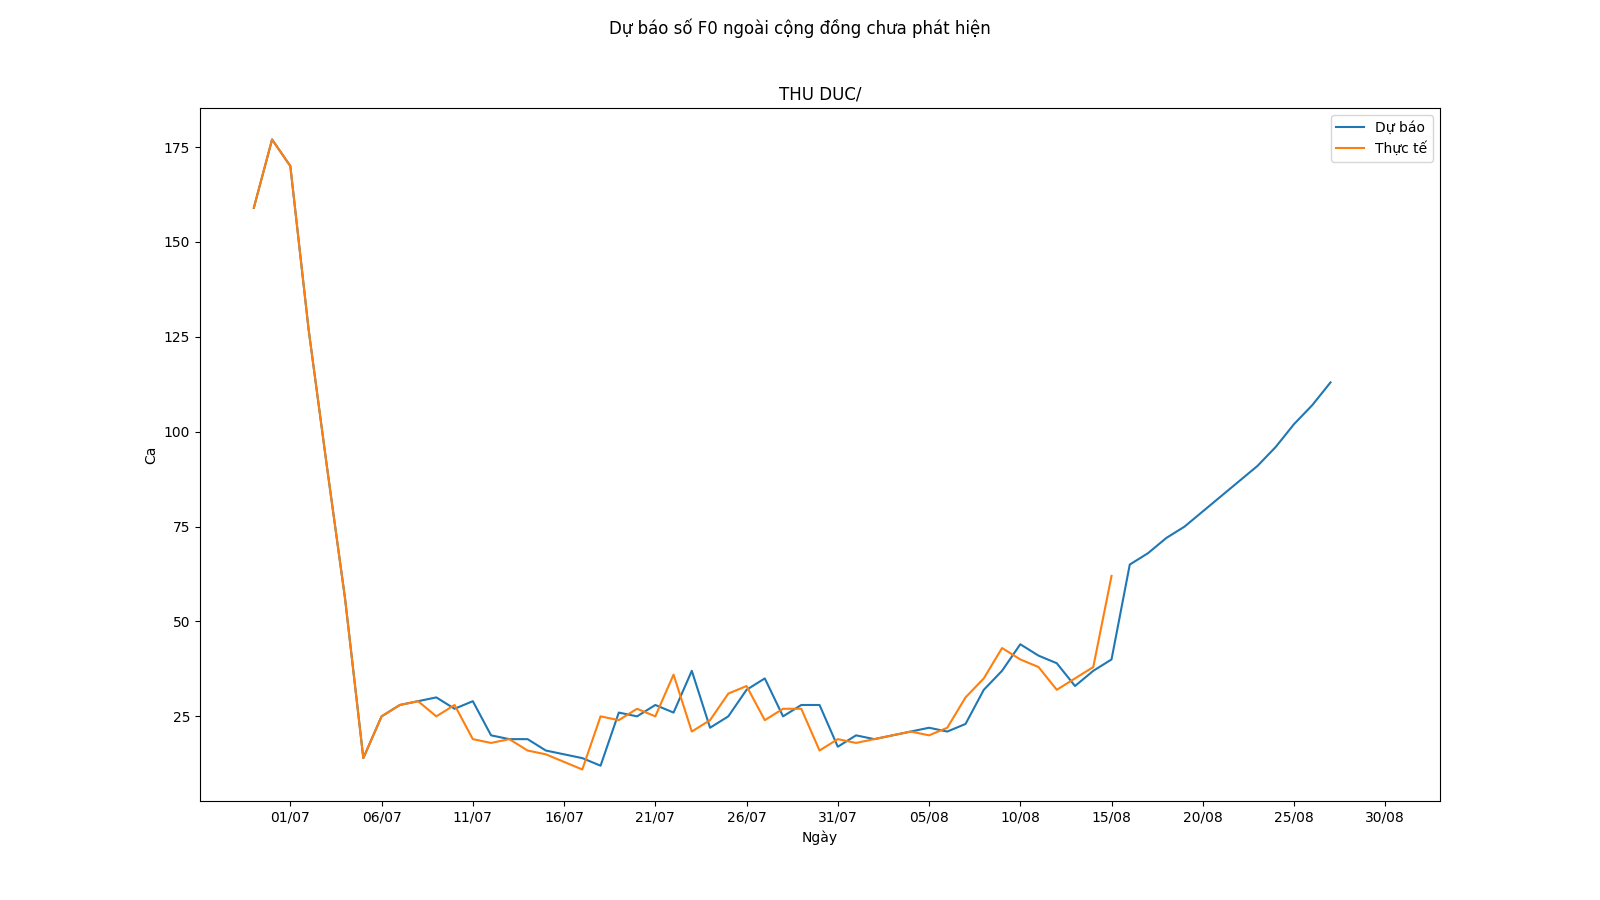 Dự báo số F0 ngoài cộng đồng chưa phát hiện
THU DUC/
Dự báo
Thực tế
175
150
125
100
75
50
25
Ca
01/07 06/07 11/07 16/07 21/07 26/07 31/07 05/08 10/08 15/08 20/08 25/08 30/08
Ngày